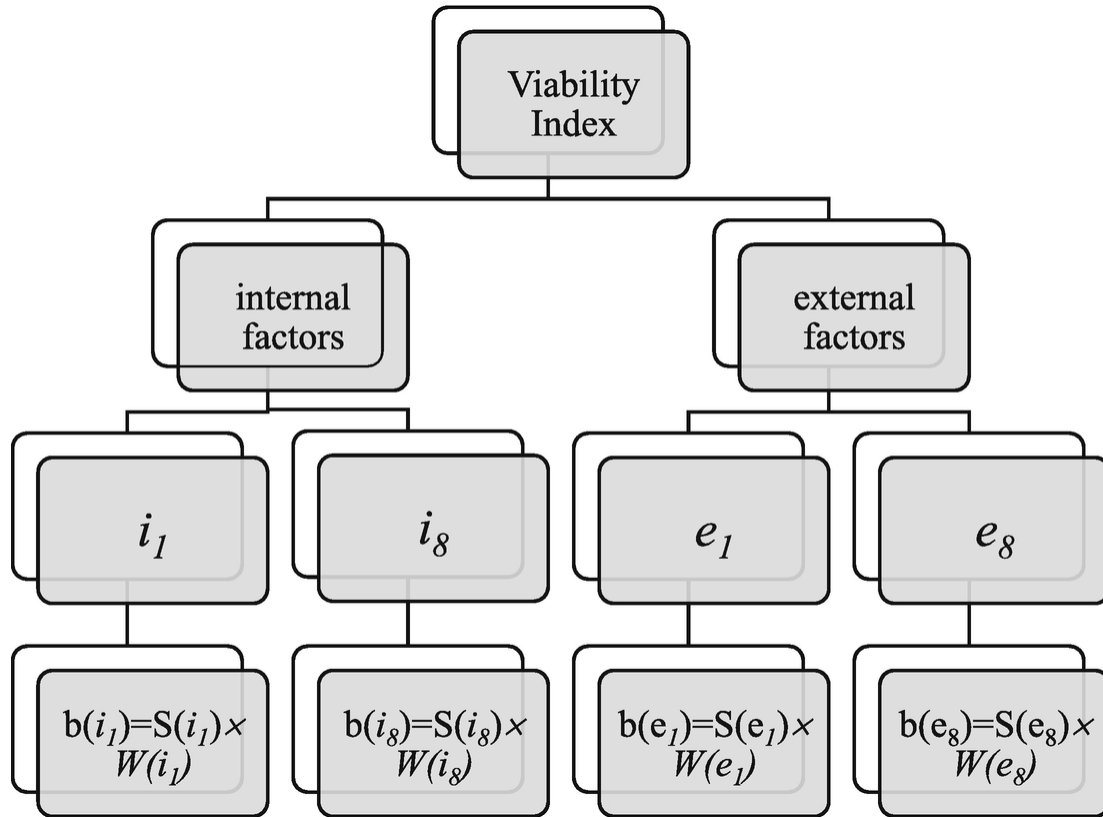 Viability
Index
internal
factors
external
factors
i₁
i₈
e₁
e₈
b(i₁)=S(i₁)×
W(i₁)
b(i₈)=S(i₈)×
W(i₈)
b(e₁)=S(e₁)×
W(e₁)
b(e₈)=S(e₈)×
W(e₈)